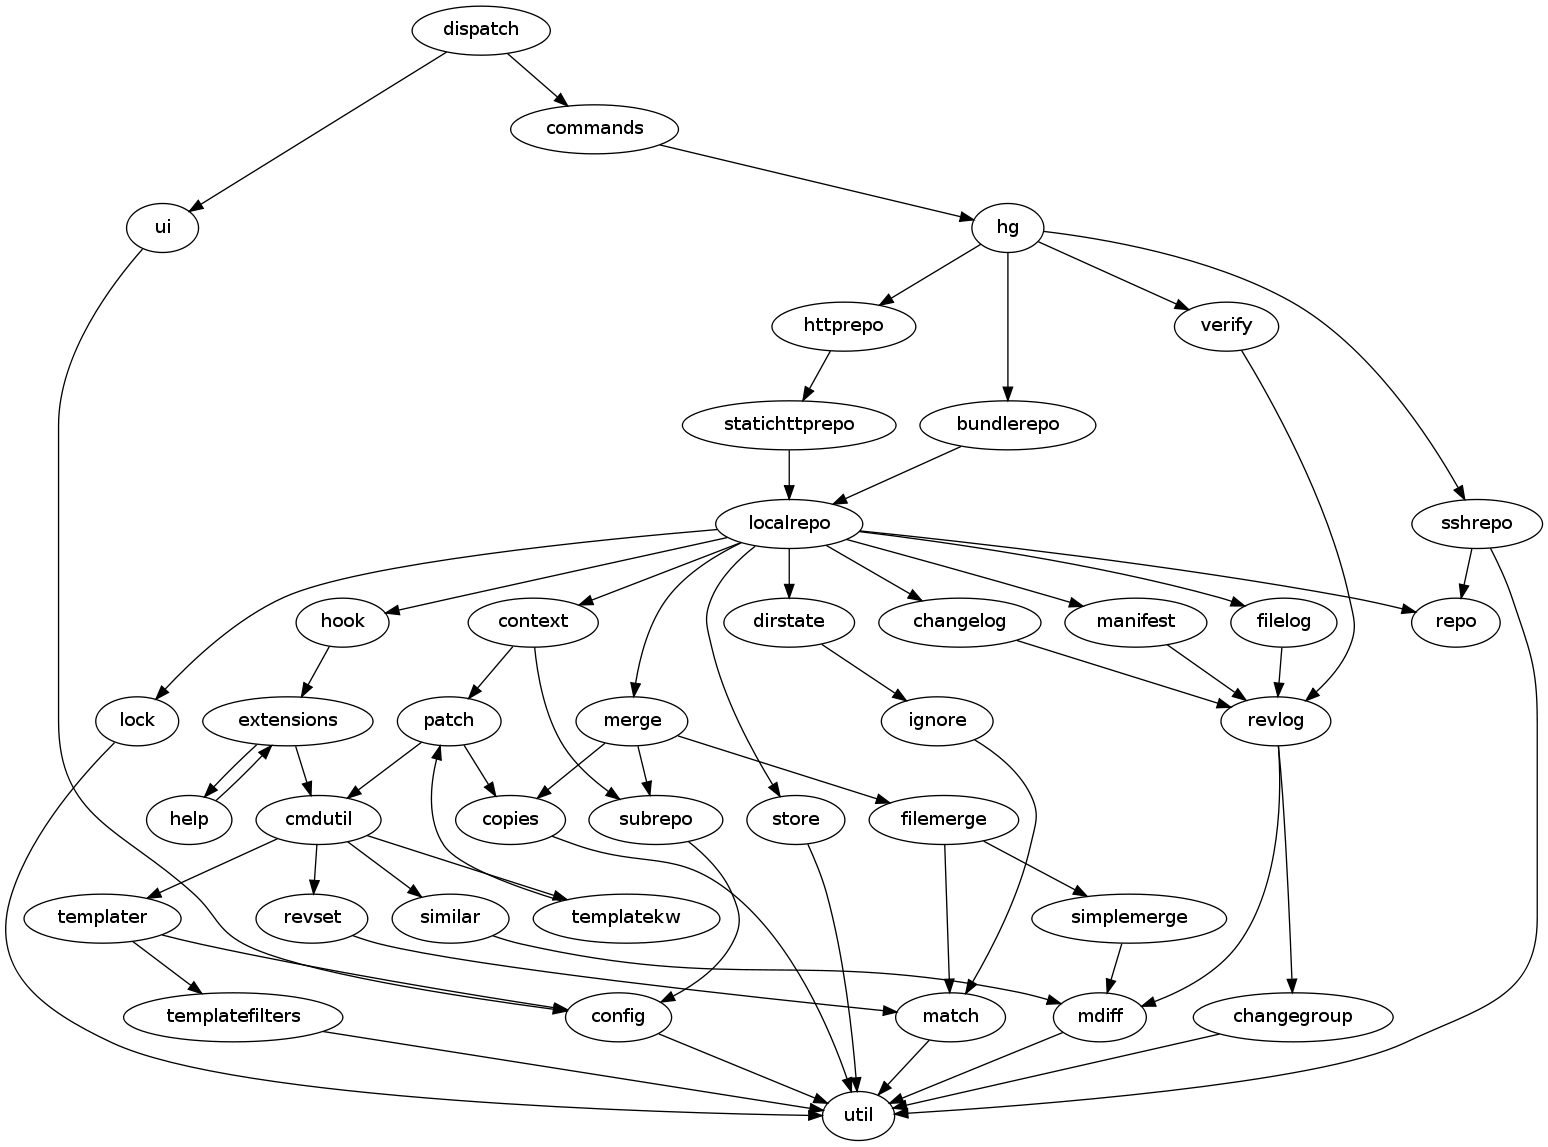 dispatch
commands
ui
hg
httprepo
verify
statichttprepo
bundlerepo
localrepo
sshrepo
hook
context
dirstate
changelog
manifest
filelog
repo
lock
extensions
patch
merge
ignore
revlog
help
cmdutil
copies
subrepo
store
filemerge
templater
revset
similar
templatekw
simplemerge
templatefilters
config
match
mdiff
changegroup
util